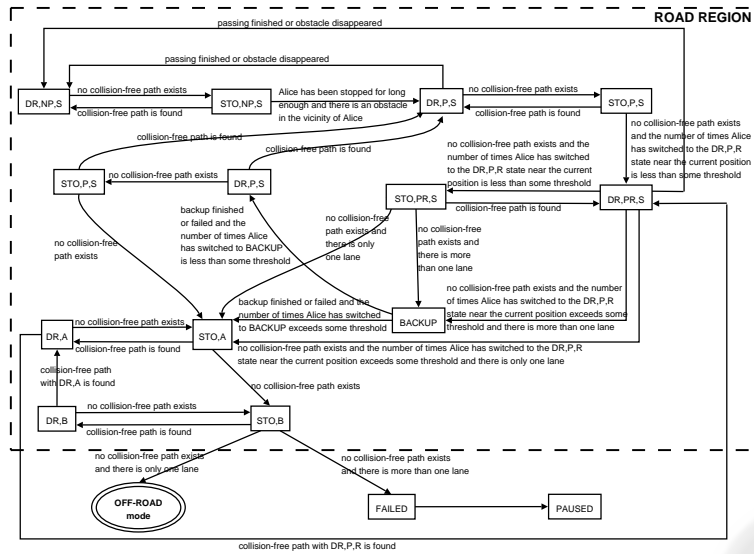 ROAD REGION
passing finished or obstacle disappeared
passing finished or obstacle disappeared
DR,NP,S
no collision-free path exists
collision-free path is found
STO,NP,S
Alice has been stopped for long
enough and there is an obstacle
in the vicinity of Alice
DR,P,S
no collision-free path exists
collision-free path is found
STO,P,S
no collision-free path exists
and the number of times Alice
has switched to the DR,P,R
state near the current position
is less than some threshold
collision-free path is found
collision-free path is found
no collision-free path exists and the
number of times Alice has switched
to the DR,P,R state near the current
position is less than some threshold
STO,P,S
no collision-free path exists
DR,P,S
STO,PR,S
collision-free path is found
DR,PR,S
backup finished
or failed and the
number of times Alice
has switched to BACKUP
is less than some threshold
no collision-free
path exists and
there is only
one lane
no collision-free
path exists and
there is more
than one lane
no collision-free
path exists
no collision-free path exists and the number
of times Alice has switched to the DR,P,R
state near the current position exceeds some
threshold and there is more than one lane
backup finished or failed and the
number of times Alice has switched
to BACKUP exceeds some threshold
BACKUP
DR,A
no collision-free path exists
collision-free path is found
STO,A
no collision-free path exists and the number of times Alice has switched to the DR,P,R
state near the current position exceeds some threshold and there is only one lane
collision-free path
with DR,A is found
no collision-free path exists
DR,B
no collision-free path exists
collision-free path is found
STO,B
no collision-free path exists
and there is only one lane
no collision-free path exists
and there is more than one lane
OFF-ROAD
mode
FAILED
PAUSED
collision-free path with DR,P,R is found